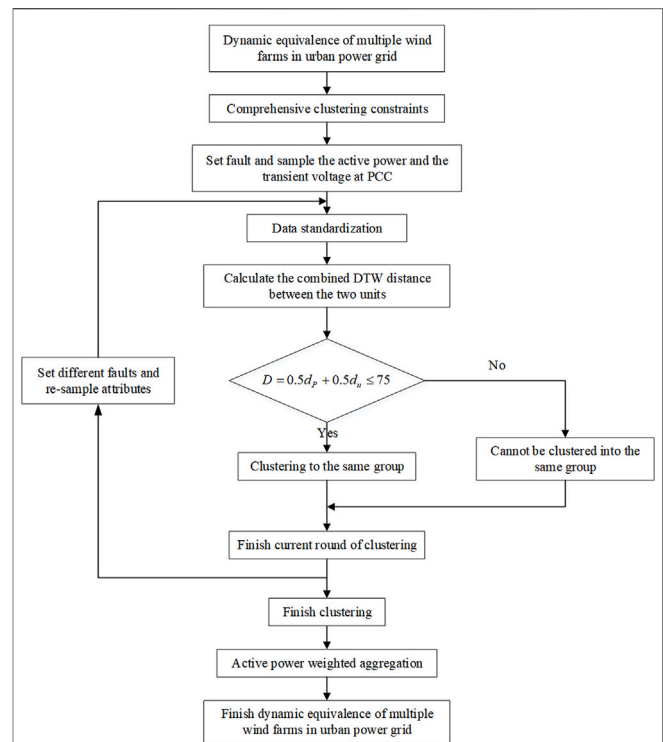 Dynamic equivalence of multiple wind
farms in urban power grid
Comprehensive clustering constraints
Set fault and sample the active power and the
transient voltage at PCC
Data standardization
Calculate the combined DTW distance
between the two units
Set different faults and
re-sample attributes
D = 0.5d_P + 0.5d_u ≤ 75
No
Yes
Clustering to the same group
Cannot be clustered into the
same group
Finish current round of clustering
Finish clustering
Active power weighted aggregation
Finish dynamic equivalence of multiple
wind farms in urban power grid